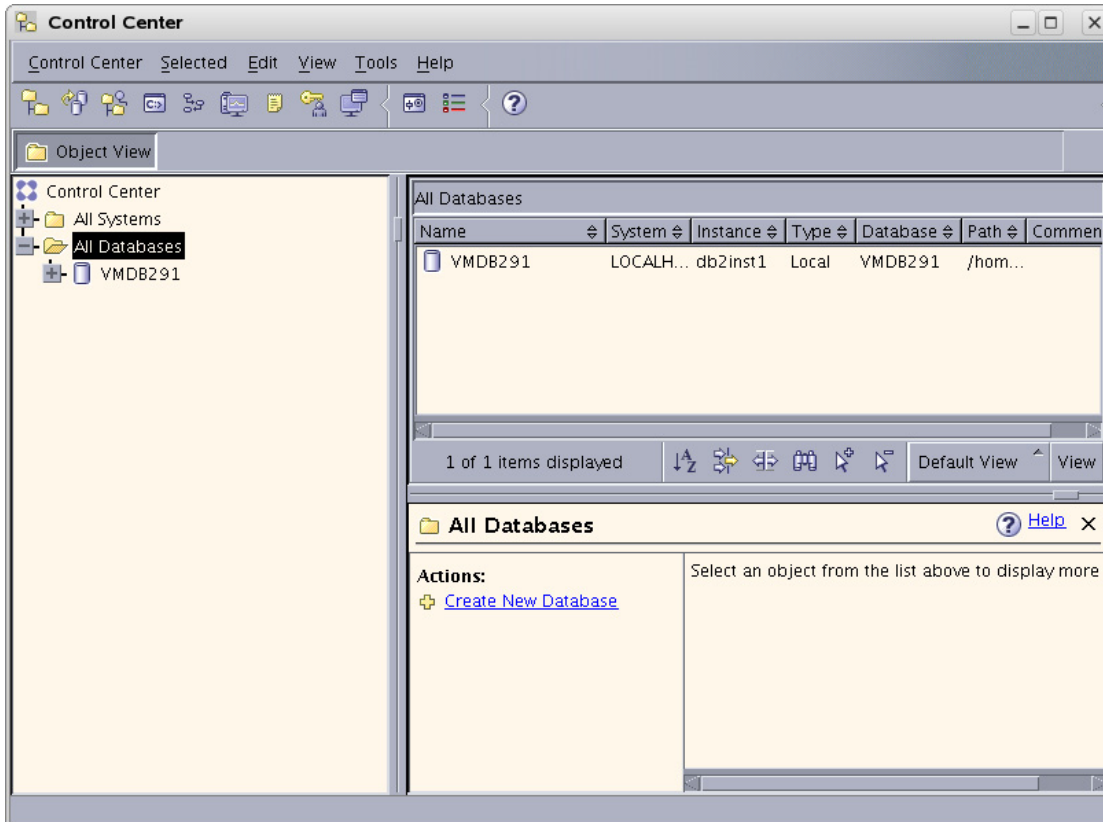 Control Center
Control Center Selected Edit View Tools Help
Object View
Control Center
All Systems
All Databases
VMDB291
All Databases
Name System Instance Type Database Path Commen
VMDB291 LOCALH... db2inst1 Local VMDB291 /hom...
1 of 1 items displayed Default View View
All Databases Help
Actions:
Create New Database
Select an object from the list above to display more